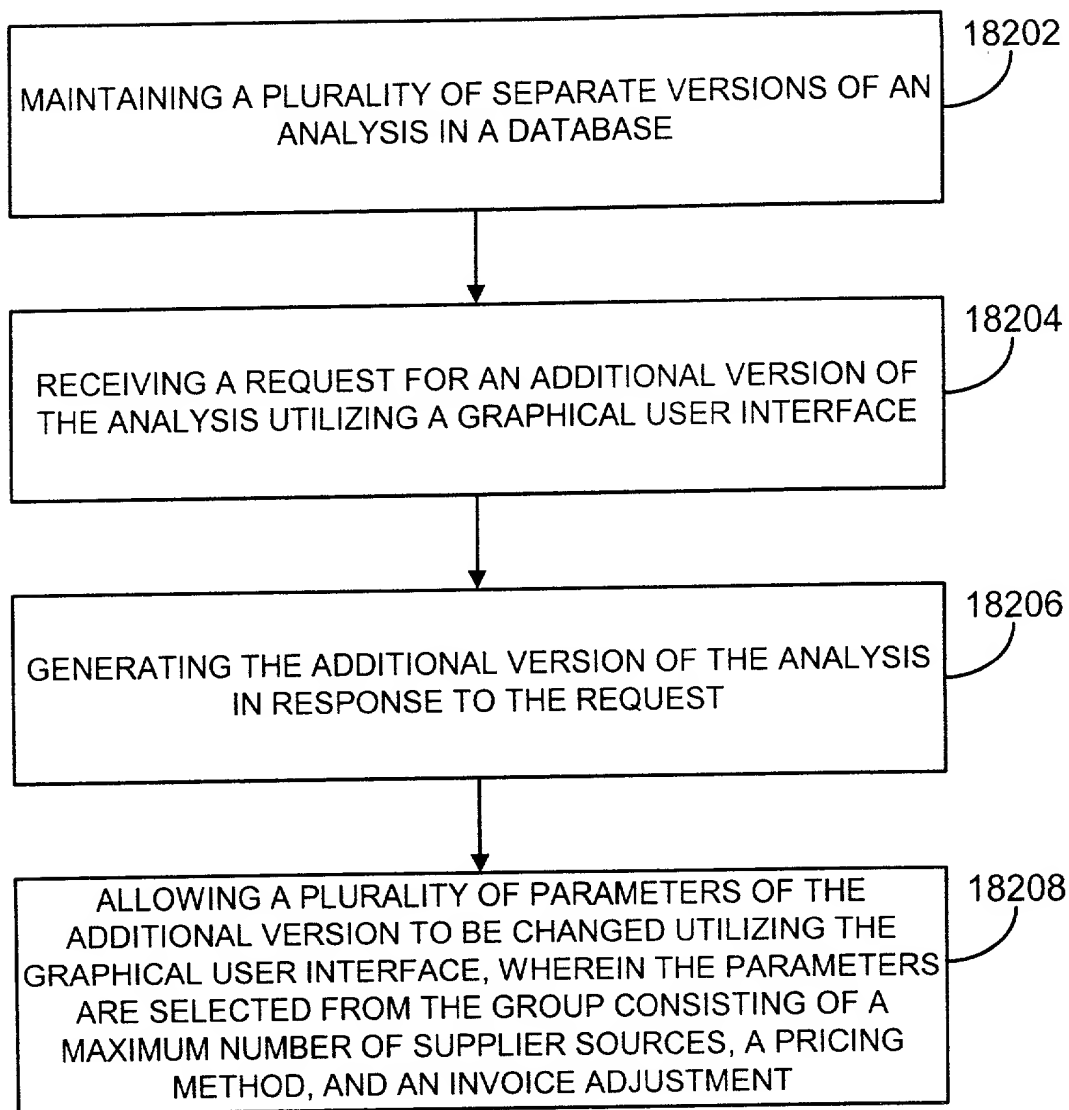 18202
MAINTAINING A PLURALITY OF SEPARATE VERSIONS OF AN
ANALYSIS IN A DATABASE
18204
RECEIVING A REQUEST FOR AN ADDITIONAL VERSION OF
THE ANALYSIS UTILIZING A GRAPHICAL USER INTERFACE
18206
GENERATING THE ADDITIONAL VERSION OF THE ANALYSIS
IN RESPONSE TO THE REQUEST
18208
ALLOWING A PLURALITY OF PARAMETERS OF THE
ADDITIONAL VERSION TO BE CHANGED UTILIZING THE
GRAPHICAL USER INTERFACE, WHEREIN THE PARAMETERS
ARE SELECTED FROM THE GROUP CONSISTING OF A
MAXIMUM NUMBER OF SUPPLIER SOURCES, A PRICING
METHOD, AND AN INVOICE ADJUSTMENT